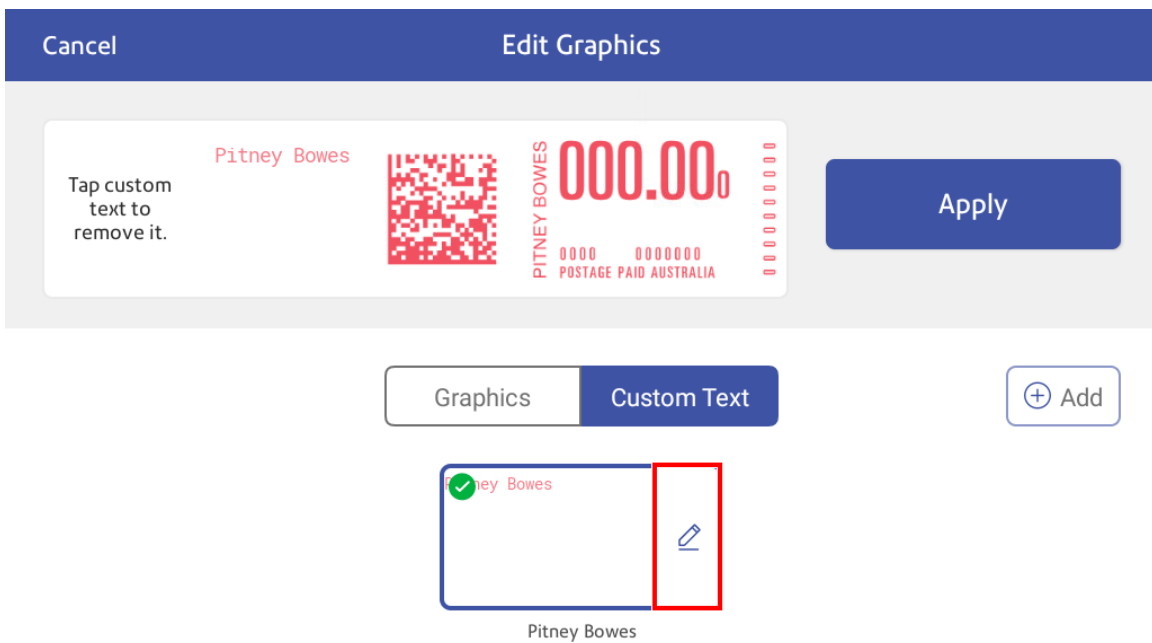 Cancel
Edit Graphics
Tap custom
text to
remove it.
Pitney Bowes
PITNEY BOWES
000.000
0000 0000000
POSTAGE PAID AUSTRALIA
0000000000
Apply
Graphics
Custom Text
Add
Bowes
Pitney Bowes